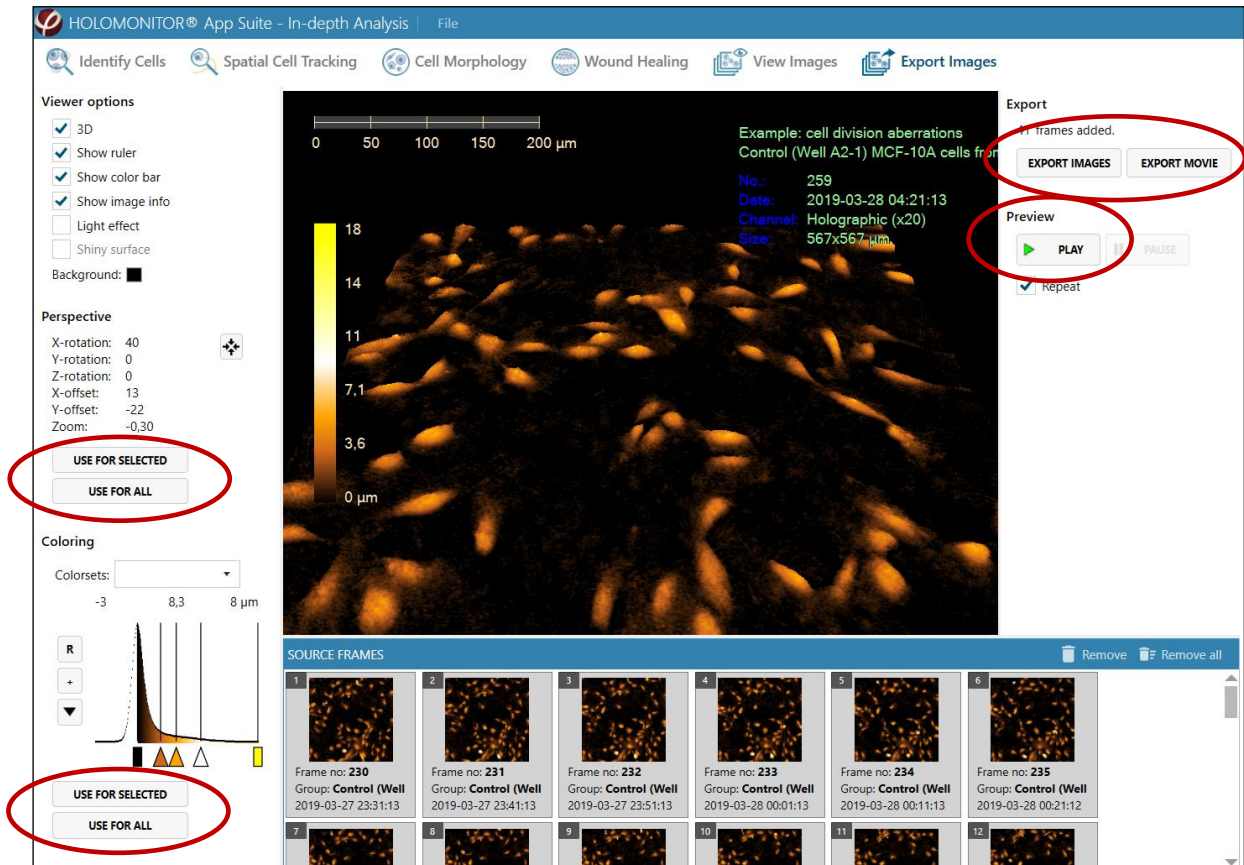 HOLOMONITOR® App Suite - In-depth Analysis File
Identify Cells Spatial Cell Tracking Cell Morphology Wound Healing View Images Export Images
Viewer options
3D
Show ruler
Show color bar
Show image info
Light effect
Shiny surface
Background:
Perspective
X-rotation: 40
Y-rotation: 0
Z-rotation: 0
X-offset: 13
Y-offset: -22
Zoom: -0,30
USE FOR SELECTED
USE FOR ALL
Coloring
Colorsets:
-3 8,3 8 µm
R
+
USE FOR SELECTED
USE FOR ALL
0 50 100 150 200 µm
Example: cell division aberrations
Control (Well A2-1) MCF-10A cells from
No.: 259
Date: 2019-03-28 04:21:13
Channel: Holographic (x20)
Size: 567x567 µm
18
14
11
7,1
3,6
0 µm
Export
frames added.
EXPORT IMAGES EXPORT MOVIE
Preview
PLAY PAUSE
Repeat
SOURCE FRAMES Remove Remove all
1 2 3 4 5 6
Frame no: 230 Frame no: 231 Frame no: 232 Frame no: 233 Frame no: 234 Frame no: 235
Group: Control (Well Group: Control (Well Group: Control (Well Group: Control (Well Group: Control (Well Group: Control (Well
2019-03-27 23:31:13 2019-03-27 23:41:13 2019-03-27 23:51:13 2019-03-28 00:01:13 2019-03-28 00:11:13 2019-03-28 00:21:12
7 8 9 10 11 12